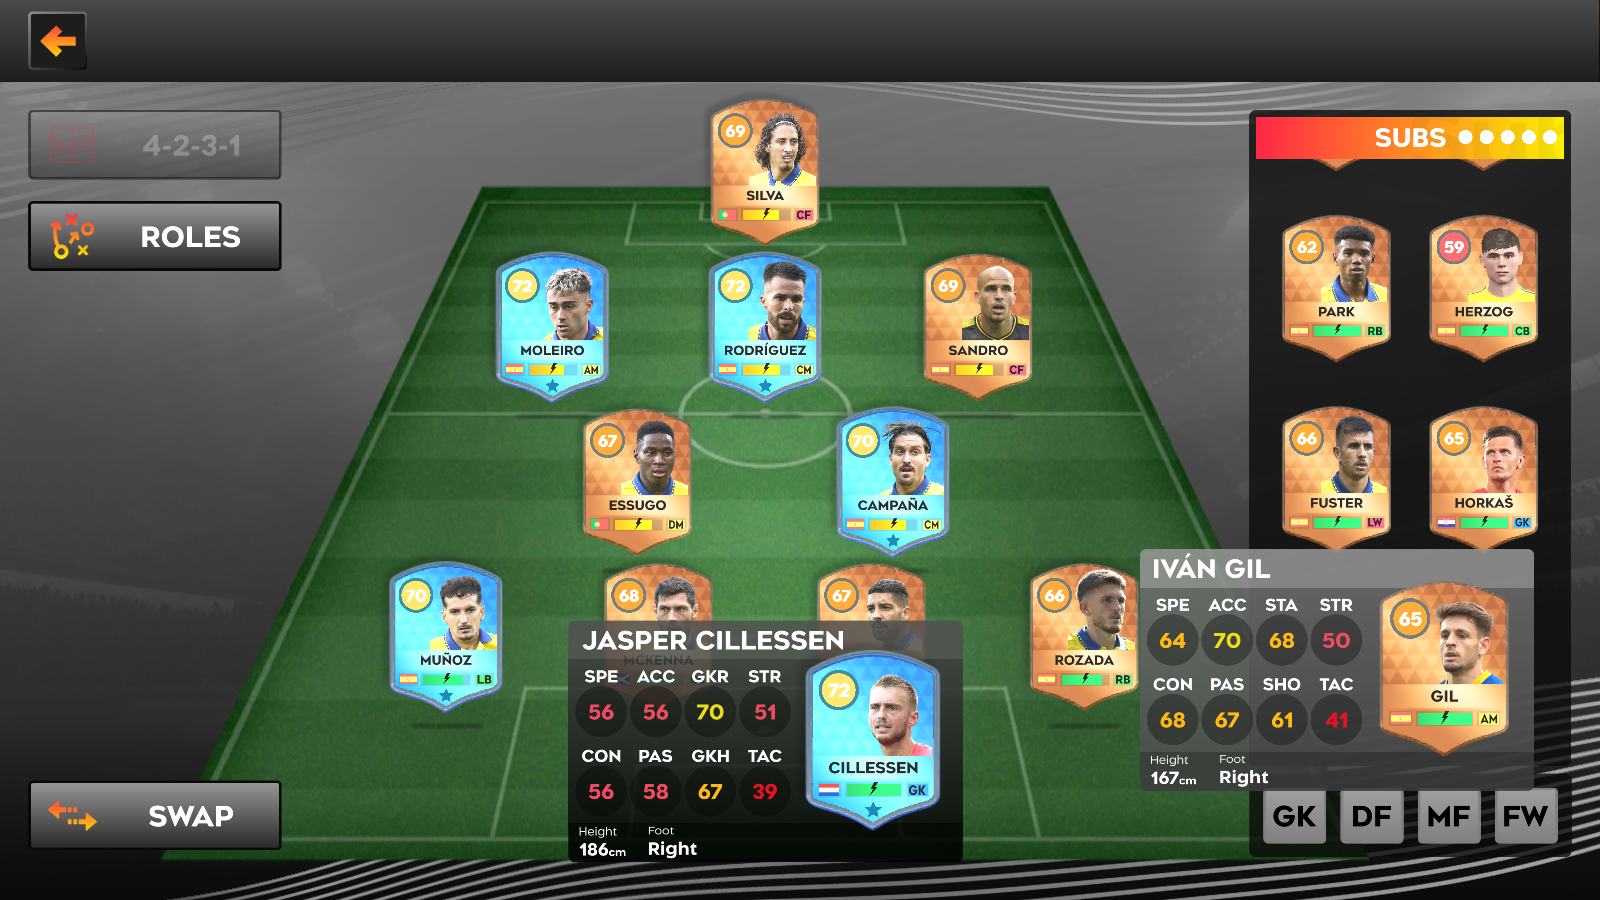 4-2-3-1
ROLES
SWAP
69
SILVA
CF
72
MOLEIRO
AM
72
RODRÍGUEZ
CM
69
SANDRO
CF
67
ESSUGO
DM
70
CAMPAÑA
CM
70
MUÑOZ
LB
68
MCKENNA
67
66
ROZADA
RB
JASPER CILLESSEN
SPE ACC GKR STR
56 56 70 51
CON PAS GKH TAC
56 58 67 39
Height Foot
186cm Right
72
CILLESSEN
GK
SUBS
62
PARK
RB
59
HERZOG
CB
66
FUSTER
LW
65
HORKAŠ
GK
IVÁN GIL
SPE ACC STA STR
64 70 68 50
CON PAS SHO TAC
68 67 61 41
Height Foot
167cm Right
65
GIL
AM
GK DF MF FW